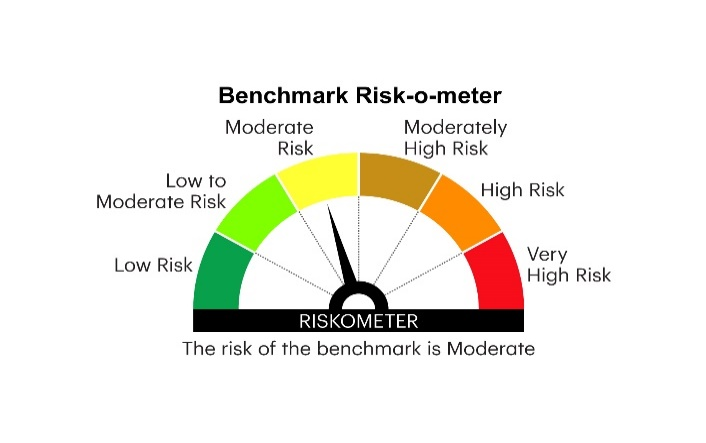 Benchmark Risk-o-meter
Moderate
Risk
Moderately
High Risk
Low to
Moderate Risk
High Risk
Low Risk
Very
High Risk
RISKOMETER
The risk of the benchmark is Moderate